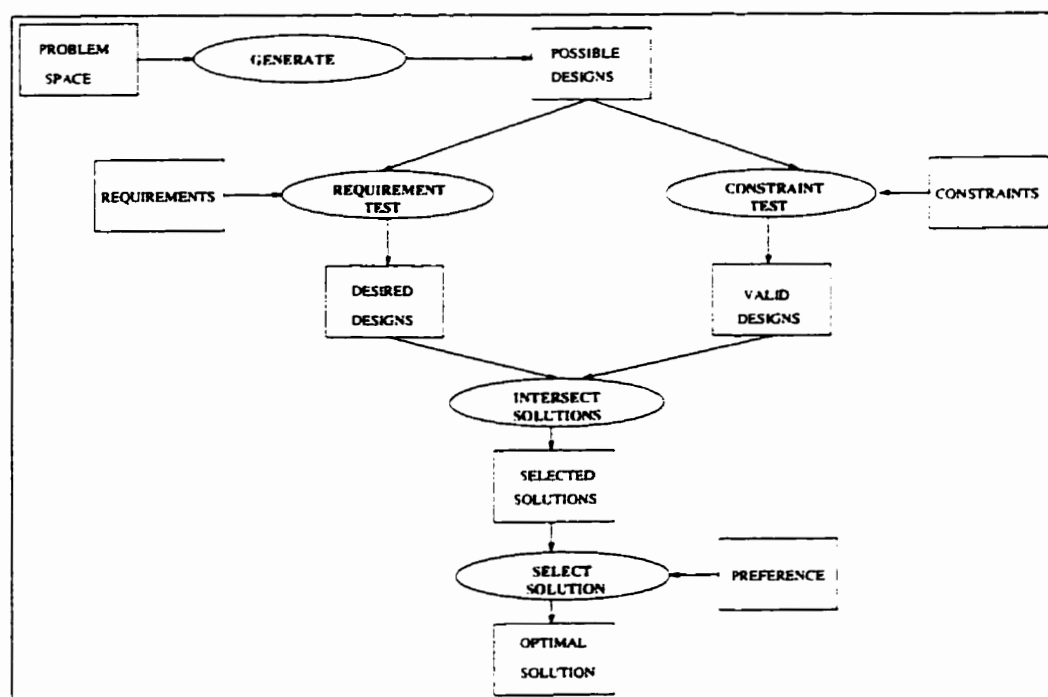 PROBLEM
SPACE
GENERATE
POSSIBLE
DESIGNS
REQUIREMENTS
REQUIREMENT
TEST
CONSTRAINT
TEST
CONSTRAINTS
DESIRED
DESIGNS
VALID
DESIGNS
INTERSECT
SOLUTIONS
SELECTED
SOLUTIONS
SELECT
SOLUTION
PREFERENCE
OPTIMAL
SOLUTION